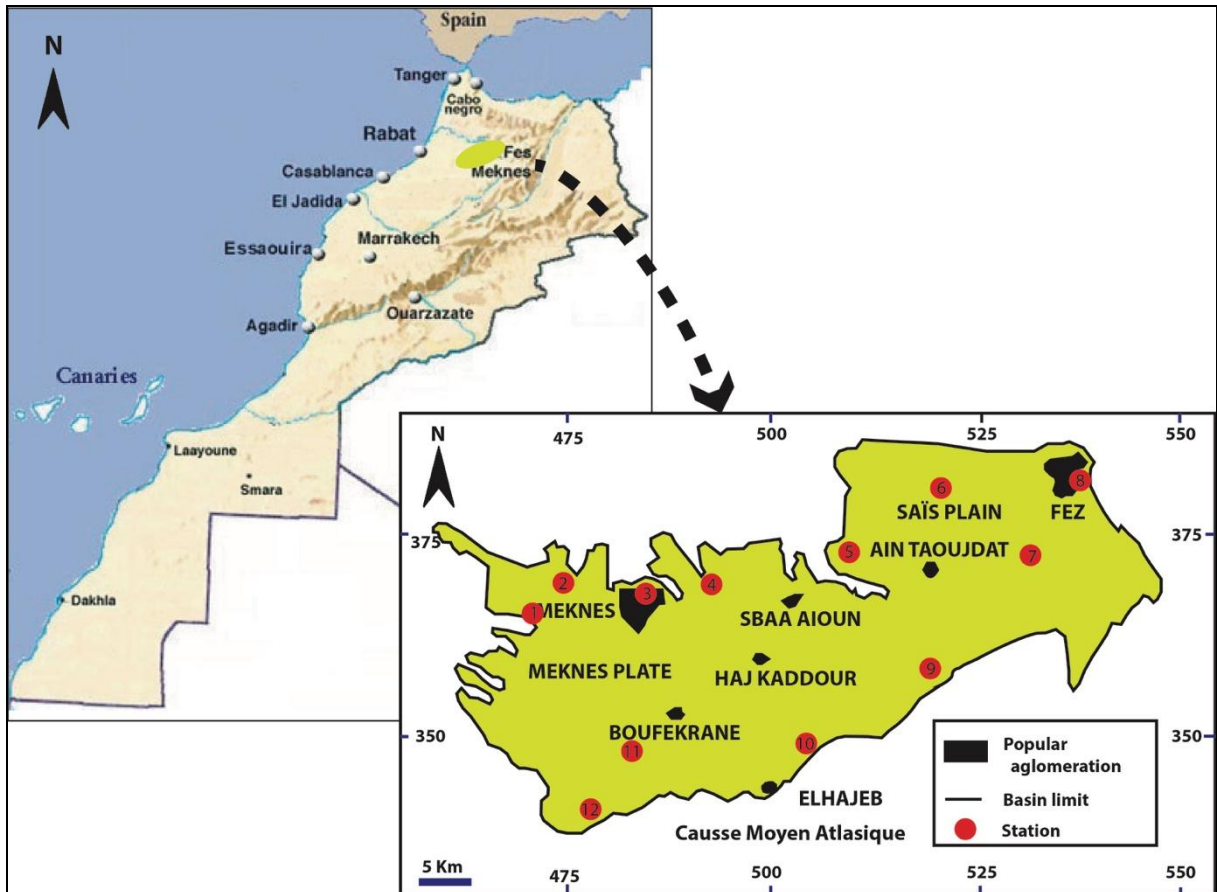 Spain
N
Tanger
Cabo
negro
Rabat
Fes
Meknes
Casablanca
El Jadida
Marrakech
Essaouira
Ouarzazate
Agadir
Canaries
Laayoune
Smara
Dakhla
N
475
500
525
550
8
6
SAÏS PLAIN
FEZ
375
375
5
AIN TAOUJDAT
7
2
4
3
1
MEKNES
SBAA AIOUN
MEKNES PLATE
HAJ KADDOUR
9
BOUFEKRANE
350
350
11
10
12
ELHAJEB
Causse Moyen Atlasique
Popular
aglomeration
Basin limit
Station
5 Km
475
500
525
550